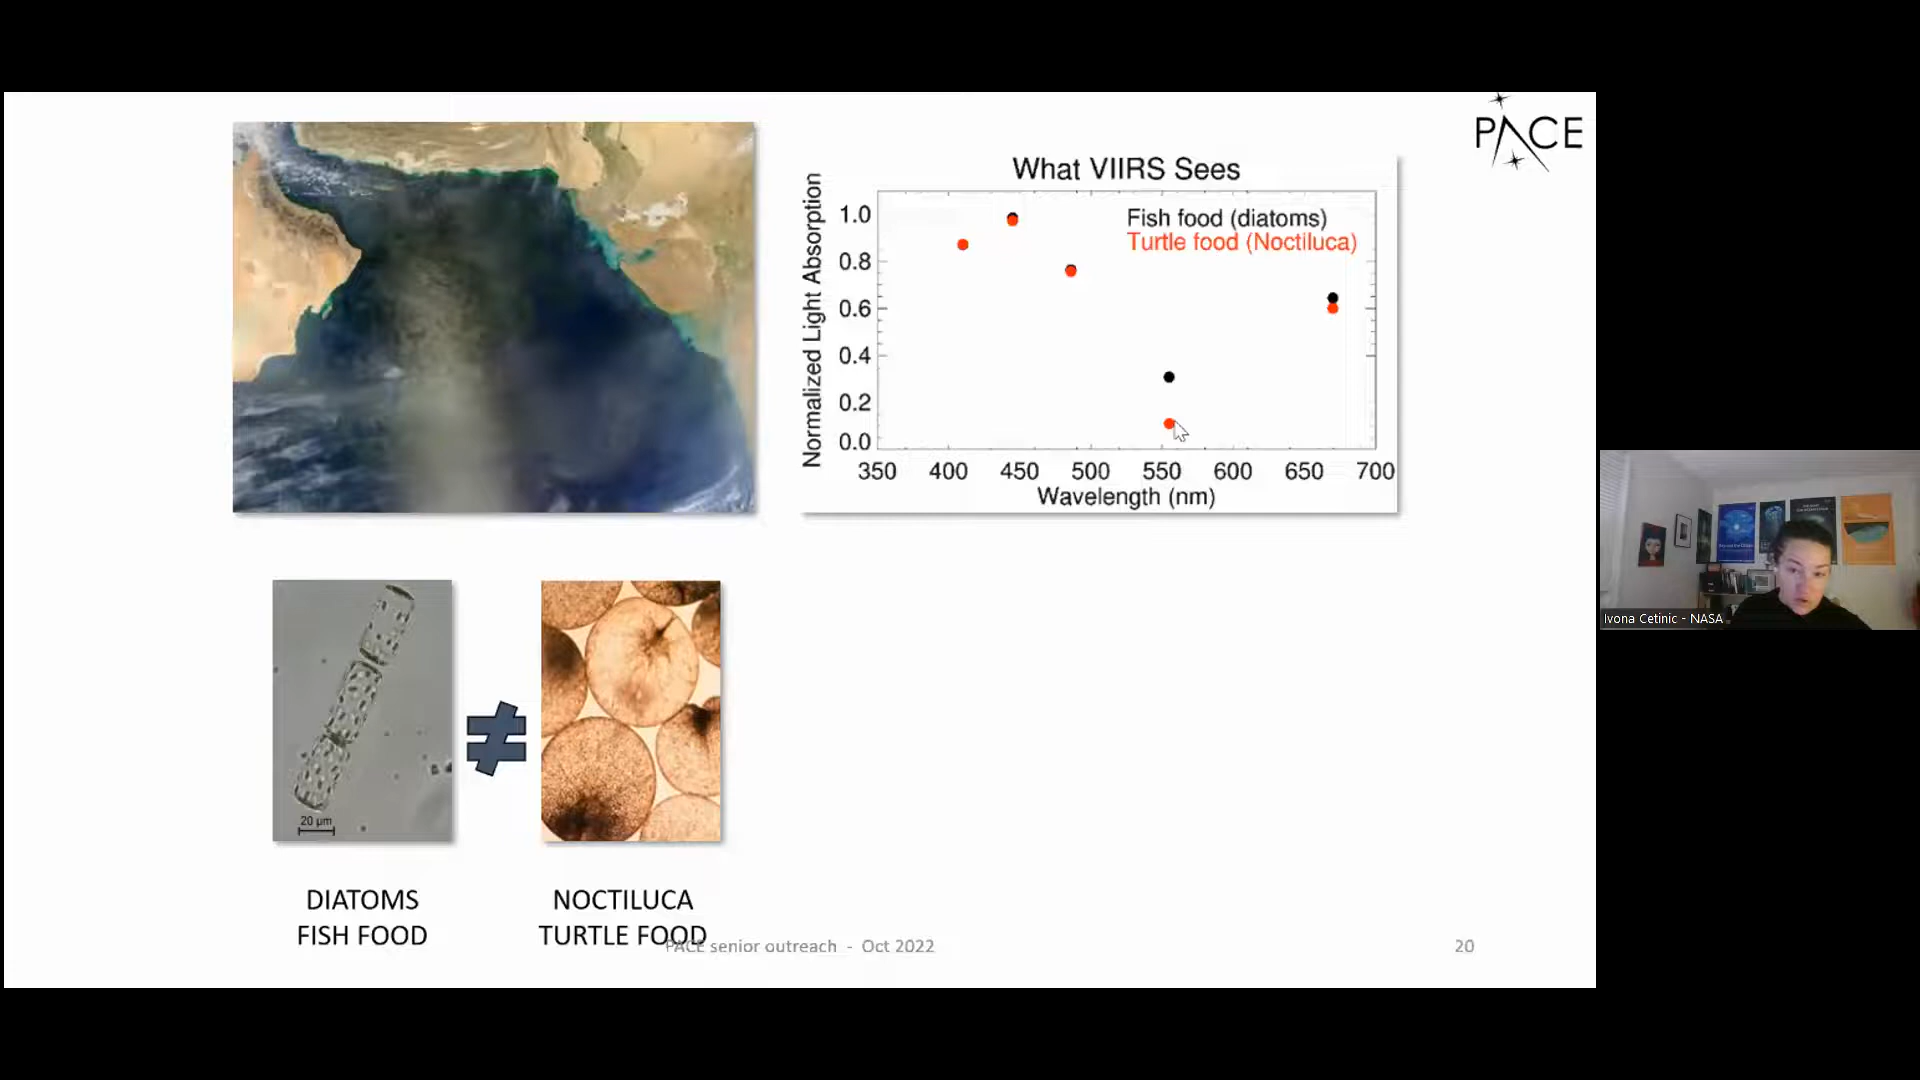 PACE
What VIIRS Sees
Normalized Light Absorption
1.0
0.8
0.6
0.4
0.2
0.0
Fish food (diatoms)
Turtle food (Noctiluca)
350 400 450 500 550 600 650 700
Wavelength (nm)
20 µm
DIATOMS
FISH FOOD
NOCTILUCA
TURTLE FOOD
PACE senior outreach - Oct 2022
20
Ivona Cetinic - NASA